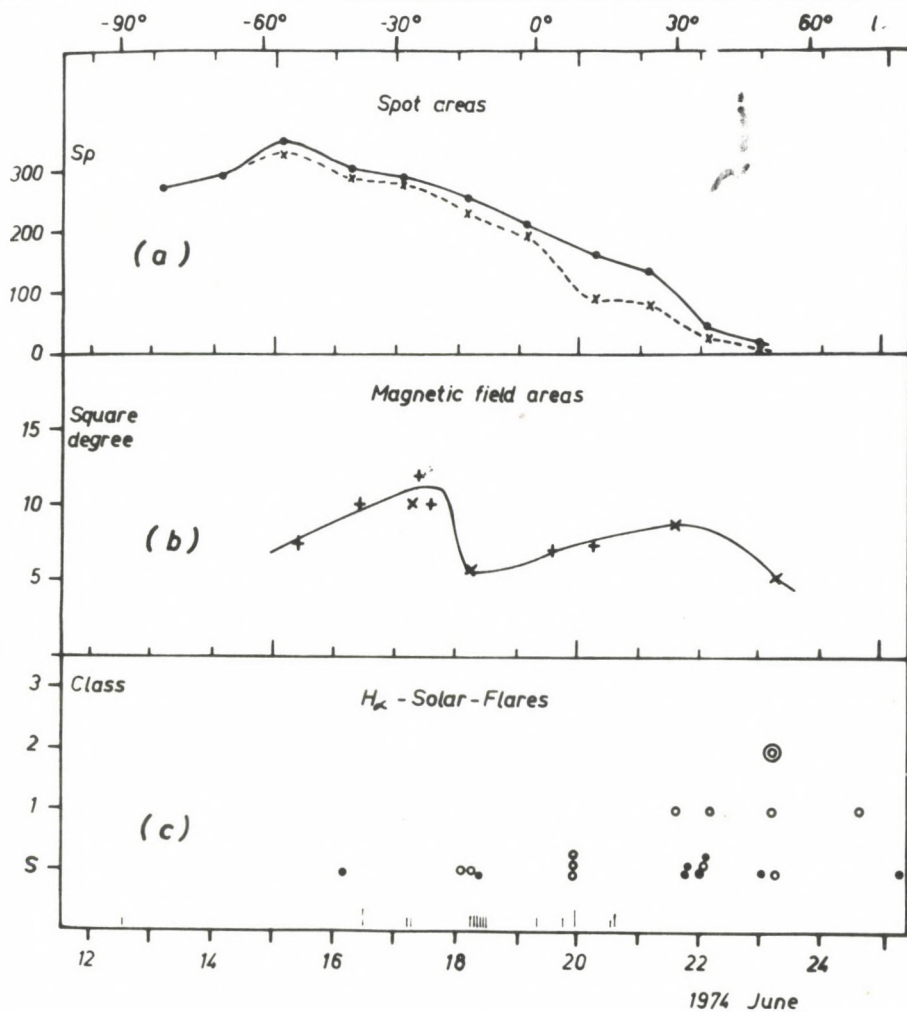 -90° -60° -30° 0° 30° 60° l.
Spot areas
Sp
300
200
100
0
(a)
Magnetic field areas
Square
degree
15
10
5
(b)
Class
Hα - Solar - Flares
3
2
1
S
(c)
12 14 16 18 20 22 24
1974 June